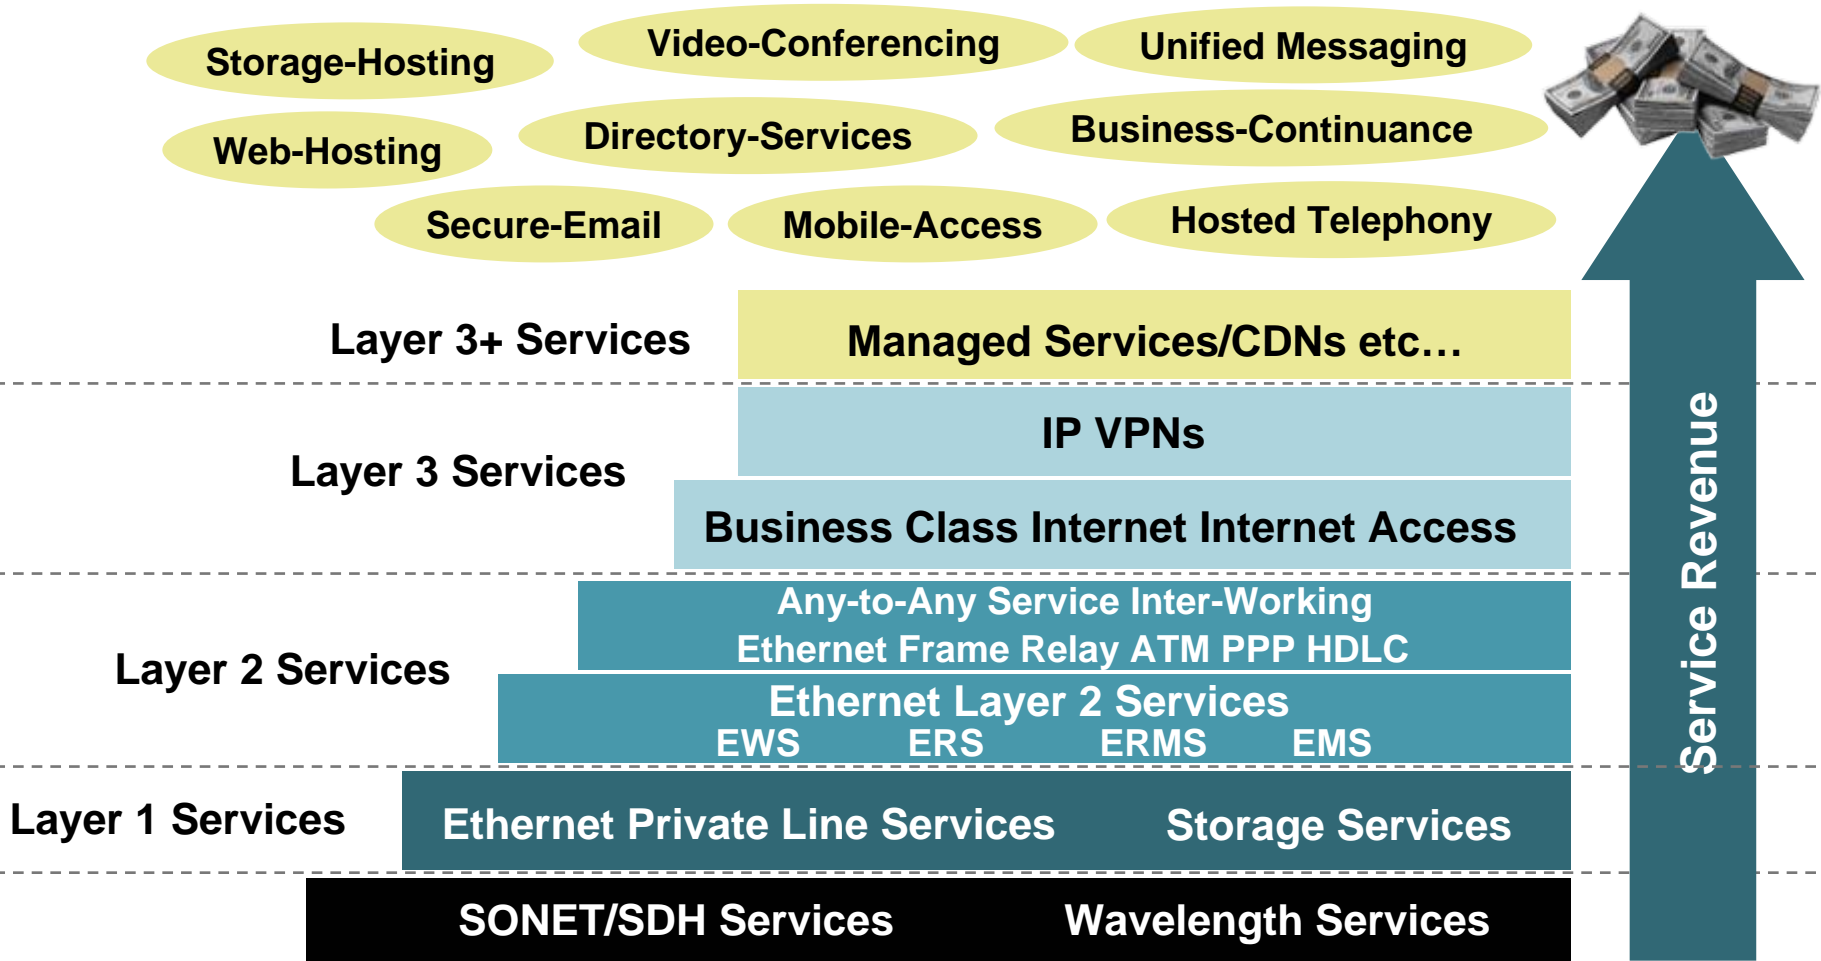 Storage-Hosting
Video-Conferencing
Unified Messaging
Web-Hosting
Directory-Services
Business-Continuance
Secure-Email
Mobile-Access
Hosted Telephony
Layer 3+ Services
Managed Services/CDNs etc…
Layer 3 Services
IP VPNs
Business Class Internet Internet Access
Layer 2 Services
Any-to-Any Service Inter-Working
Ethernet Frame Relay ATM PPP HDLC
Ethernet Layer 2 Services
EWS ERS ERMS EMS
Layer 1 Services
Ethernet Private Line Services
Storage Services
SONET/SDH Services
Wavelength Services
Service Revenue